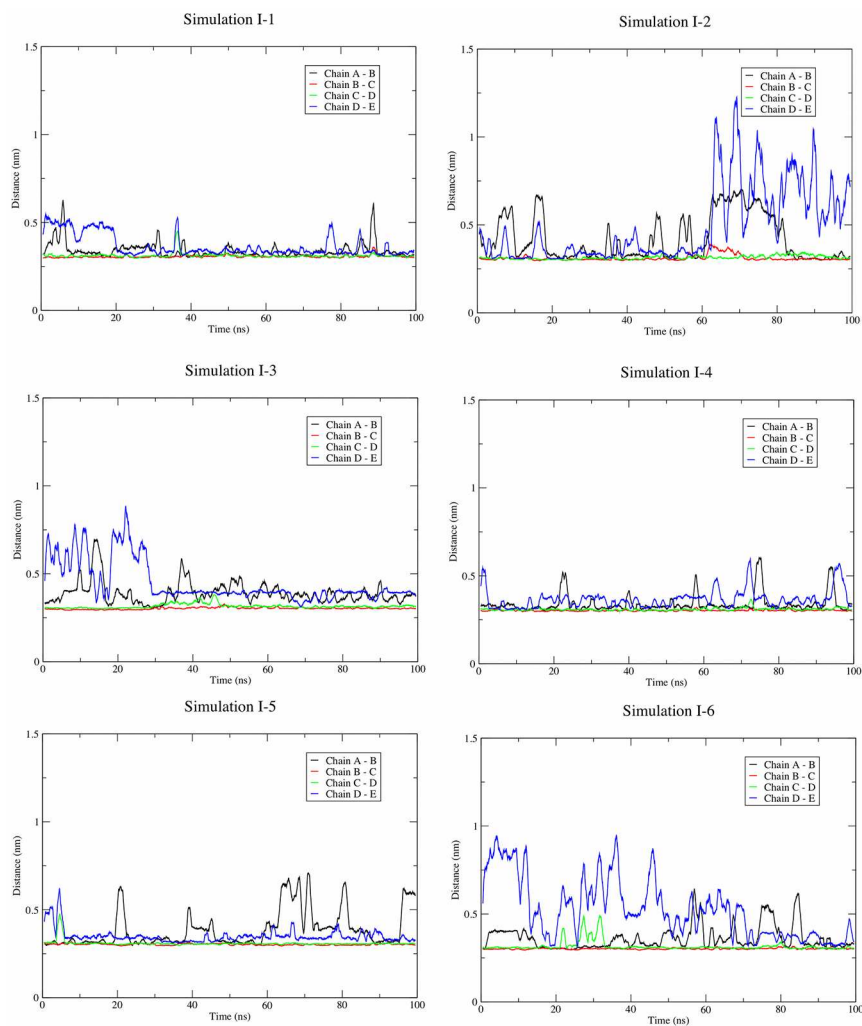 Simulation I-1
1.5
1
0.5
0
Distance (nm)
Chain A - B
Chain B - C
Chain C - D
Chain D - E
0 20 40 60 80 100
Time (ns)
Simulation I-2
1.5
1
0.5
0
Distance (nm)
Chain A - B
Chain B - C
Chain C - D
Chain D - E
0 20 40 60 80 100
Time (ns)
Simulation I-3
1.5
1
0.5
0
Distance (nm)
Chain A - B
Chain B - C
Chain C - D
Chain D - E
0 20 40 60 80 100
Time (ns)
Simulation I-4
1.5
1
0.5
0
Distance (nm)
Chain A - B
Chain B - C
Chain C - D
Chain D - E
0 20 40 60 80 100
Time (ns)
Simulation I-5
1.5
1
0.5
0
Distance (nm)
Chain A - B
Chain B - C
Chain C - D
Chain D - E
0 20 40 60 80 100
Time (ns)
Simulation I-6
1.5
1
0.5
0
Distance (nm)
Chain A - B
Chain B - C
Chain C - D
Chain D - E
0 20 40 60 80 100
Time (ns)